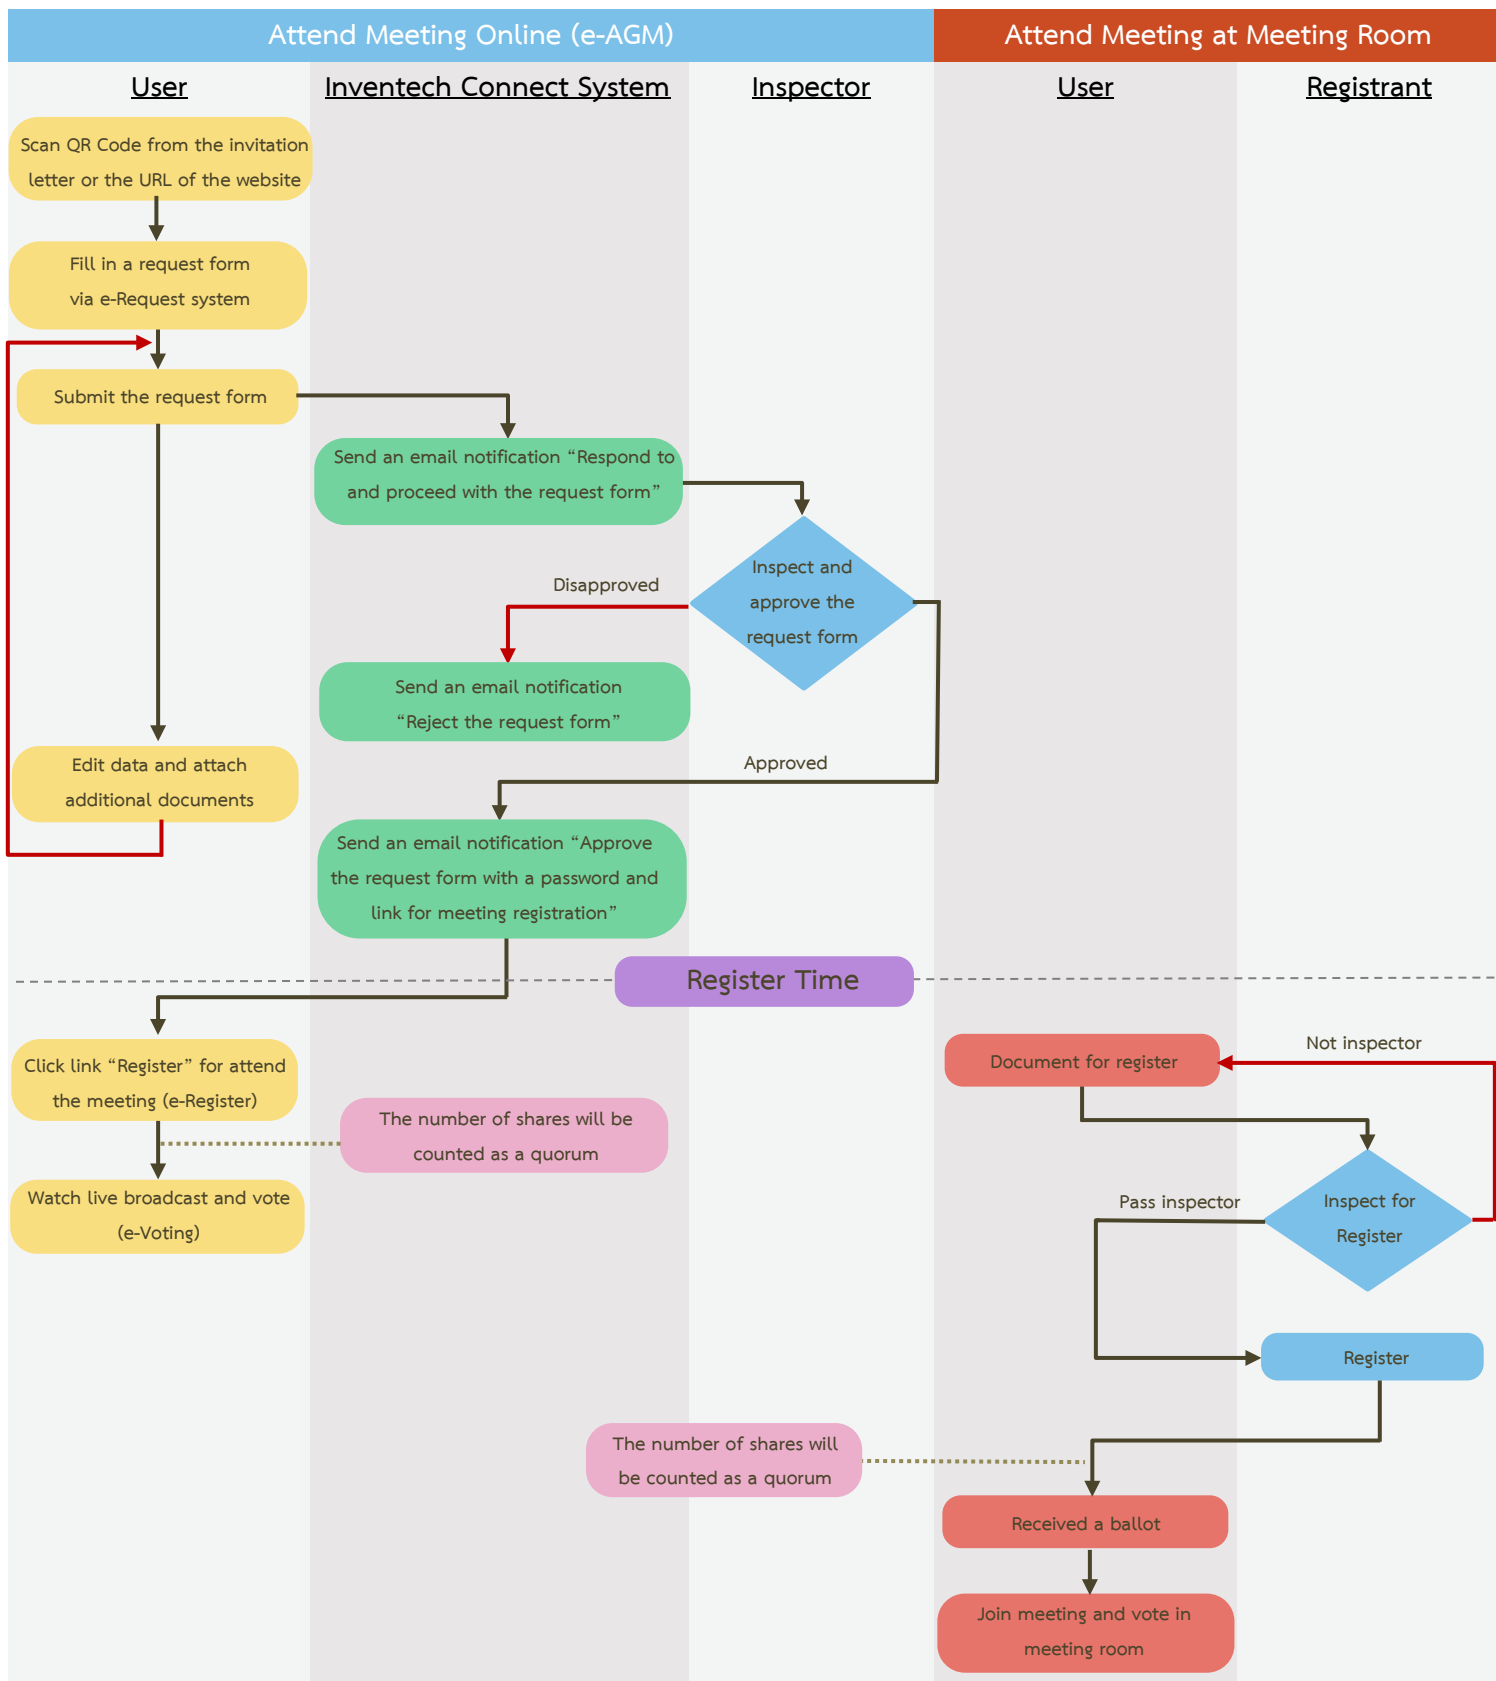 Attend Meeting Online (e-AGM)
Attend Meeting at Meeting Room
User
Inventech Connect System
Inspector
User
Registrant
Scan QR Code from the invitation
letter or the URL of the website
Fill in a request form
via e-Request system
Submit the request form
Send an email notification “Respond to
and proceed with the request form”
Inspect and
approve the
request form
Disapproved
Send an email notification
“Reject the request form”
Approved
Edit data and attach
additional documents
Send an email notification “Approve
the request form with a password and
link for meeting registration”
Register Time
Click link “Register” for attend
the meeting (e-Register)
The number of shares will be
counted as a quorum
Watch live broadcast and vote
(e-Voting)
Document for register
Not inspector
Pass inspector
Inspect for
Register
Register
The number of shares will
be counted as a quorum
Received a ballot
Join meeting and vote in
meeting room